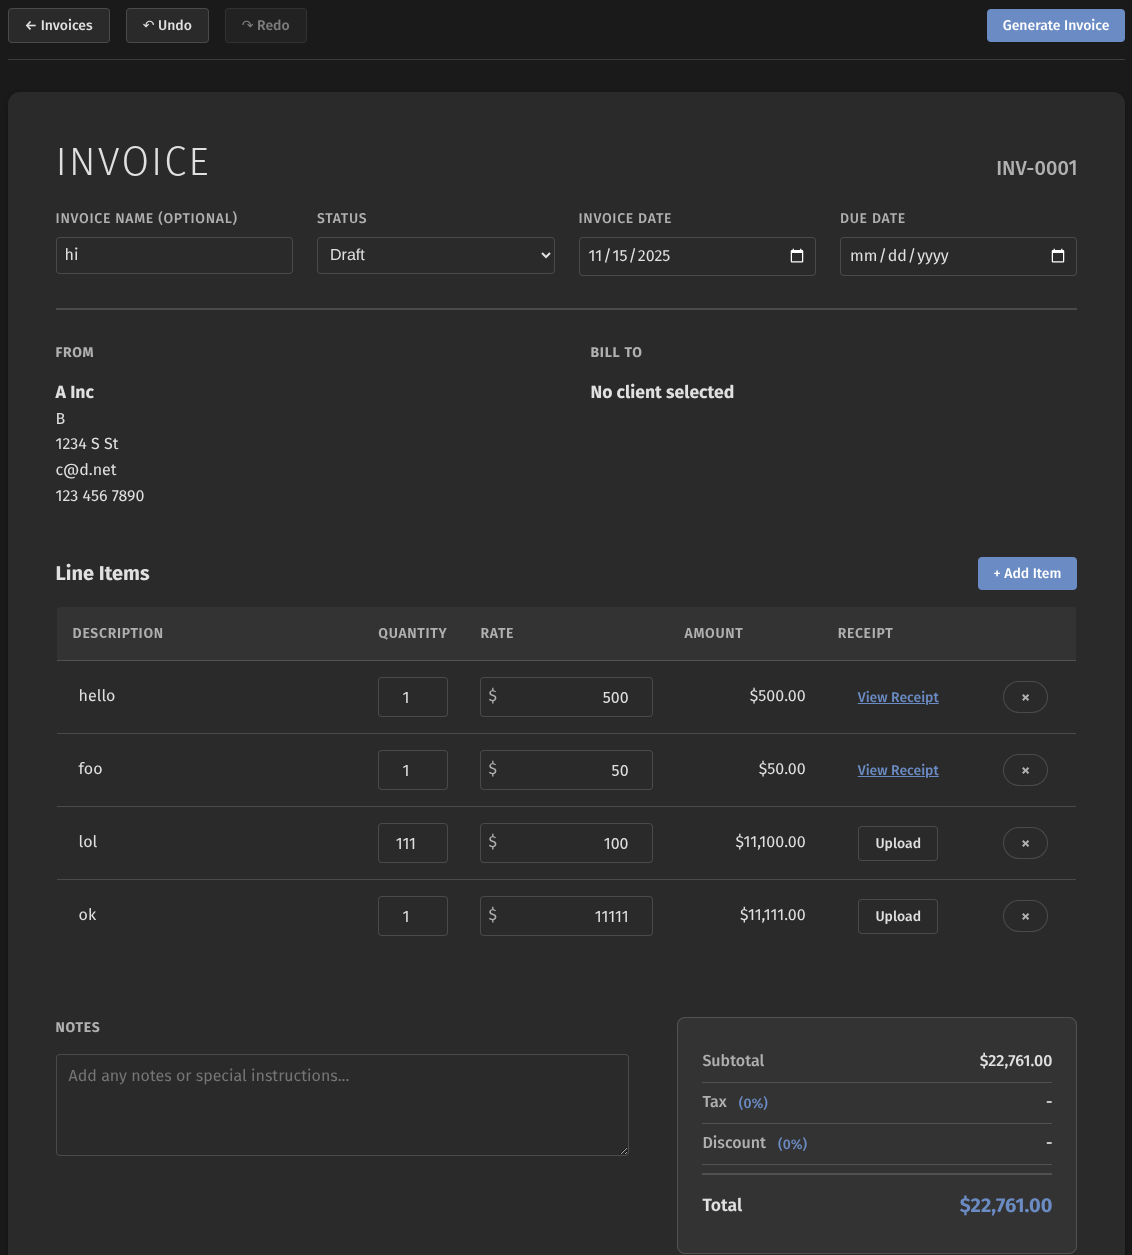 ← Invoices ↶ Undo ↷ Redo Generate Invoice
INVOICE INV-0001
INVOICE NAME (OPTIONAL) STATUS INVOICE DATE DUE DATE
hi Draft 11/15/2025 mm/dd/yyyy
FROM BILL TO
A Inc No client selected
B
1234 S St
c@d.net
123 456 7890
Line Items + Add Item
DESCRIPTION QUANTITY RATE AMOUNT RECEIPT
hello 1 $ 500 $500.00 View Receipt ×
foo 1 $ 50 $50.00 View Receipt ×
lol 111 $ 100 $11,100.00 Upload ×
ok 1 $ 11111 $11,111.00 Upload ×
NOTES
Add any notes or special instructions...
Subtotal $22,761.00
Tax (0%) -
Discount (0%) -
Total $22,761.00